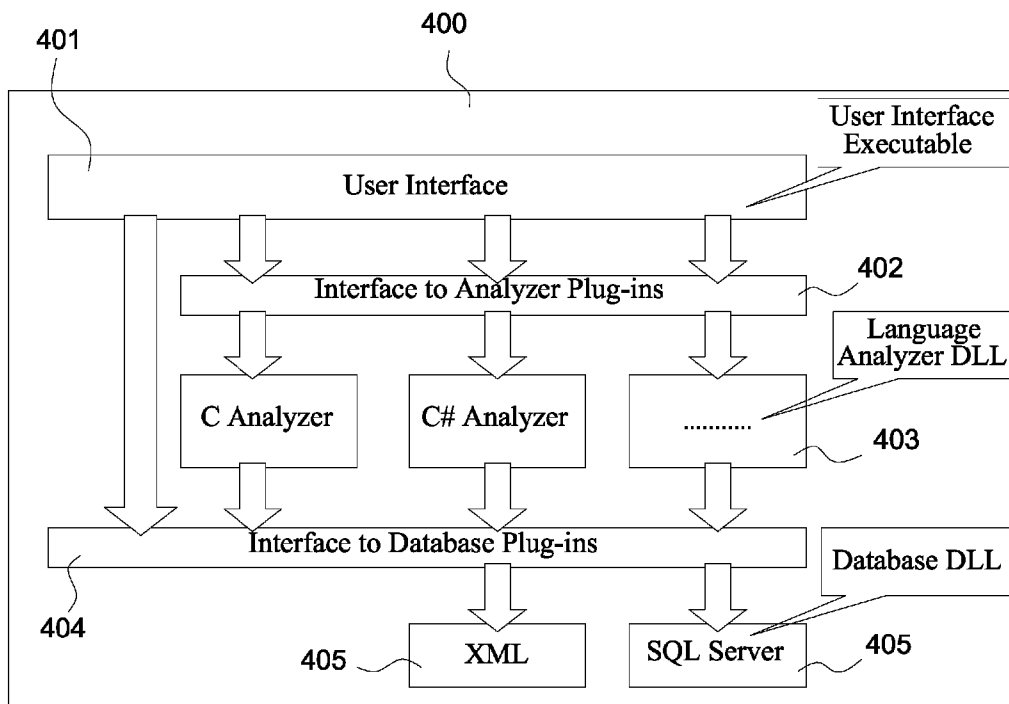 401
400
User Interface
Executable
User Interface
402
Interface to Analyzer Plug-ins
Language
Analyzer DLL
C Analyzer
C# Analyzer
...........
403
Interface to Database Plug-ins
Database DLL
404
405
XML
SQL Server
405